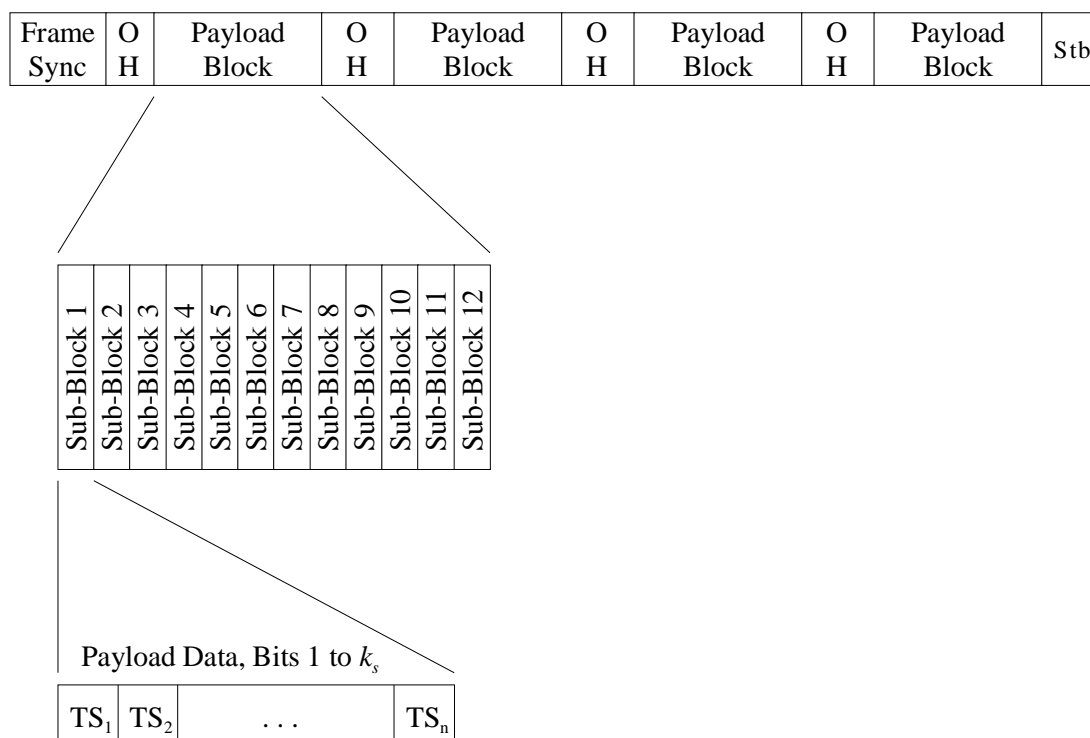 Frame Sync
O H
Payload Block
O H
Payload Block
O H
Payload Block
O H
Payload Block
Stb
Sub-Block 1
Sub-Block 2
Sub-Block 3
Sub-Block 4
Sub-Block 5
Sub-Block 6
Sub-Block 7
Sub-Block 8
Sub-Block 9
Sub-Block 10
Sub-Block 11
Sub-Block 12
Payload Data, Bits 1 to kₛ
TS₁ TS₂ . . . TSₙ